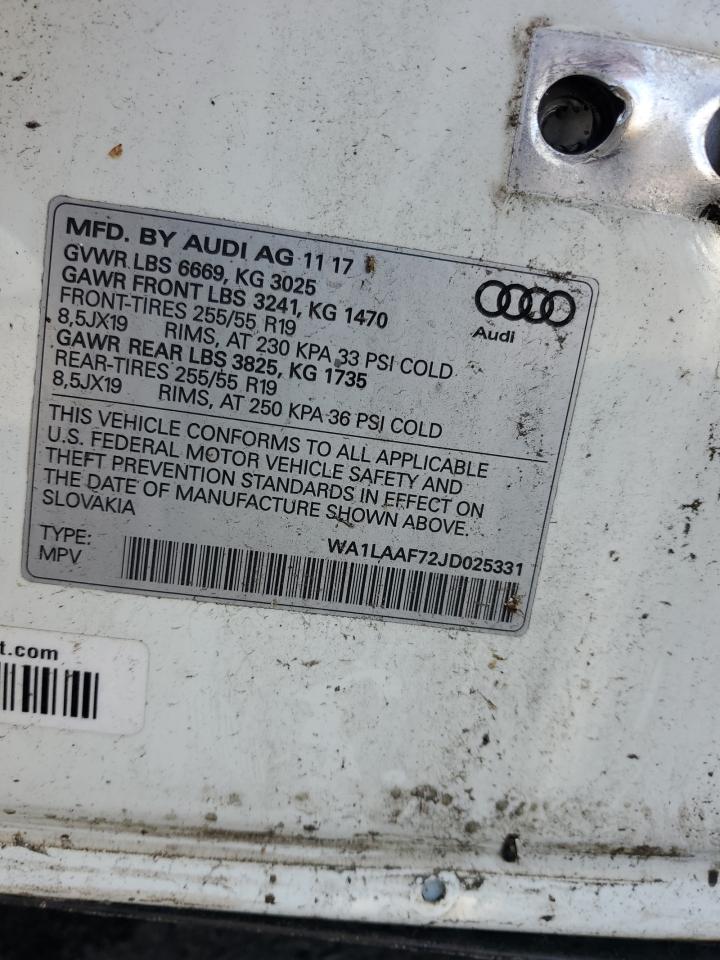 MFD. BY AUDI AG 11 17
GVWR LBS 6669, KG 3025
GAWR FRONT LBS 3241, KG 1470
FRONT-TIRES 255/55 R19
8,5JX19 RIMS, AT 230 KPA 33 PSI COLD
GAWR REAR LBS 3825, KG 1735
REAR-TIRES 255/55 R19
8,5JX19 RIMS, AT 250 KPA 36 PSI COLD
Audi
THIS VEHICLE CONFORMS TO ALL APPLICABLE
U.S. FEDERAL MOTOR VEHICLE SAFETY AND
THEFT PREVENTION STANDARDS IN EFFECT ON
THE DATE OF MANUFACTURE SHOWN ABOVE.
SLOVAKIA
TYPE:
MPV
WA1LAAF72JD025331
t.com